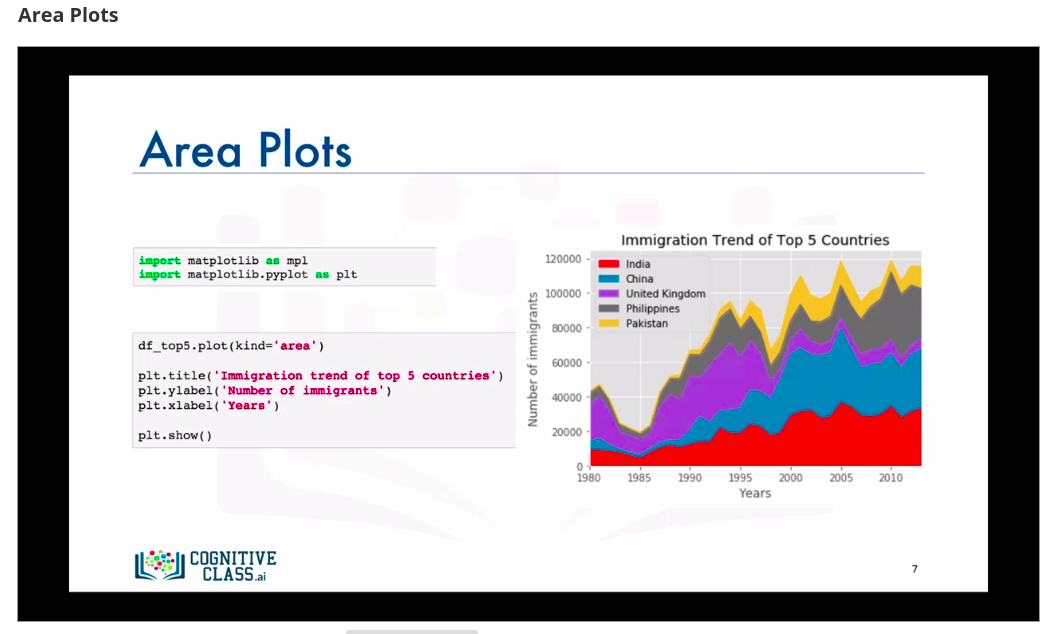 Area Plots
Area Plots
import matplotlib as mpl
import matplotlib.pyplot as plt
df_top5.plot(kind='area')
plt.title('Immigration trend of top 5 countries')
plt.ylabel('Number of immigrants')
plt.xlabel('Years')
plt.show()
Immigration Trend of Top 5 Countries
120000
100000
80000
60000
40000
20000
0
Number of immigrants
India
China
United Kingdom
Philippines
Pakistan
1980 1985 1990 1995 2000 2005 2010
Years
COGNITIVE
CLASS.ai
7